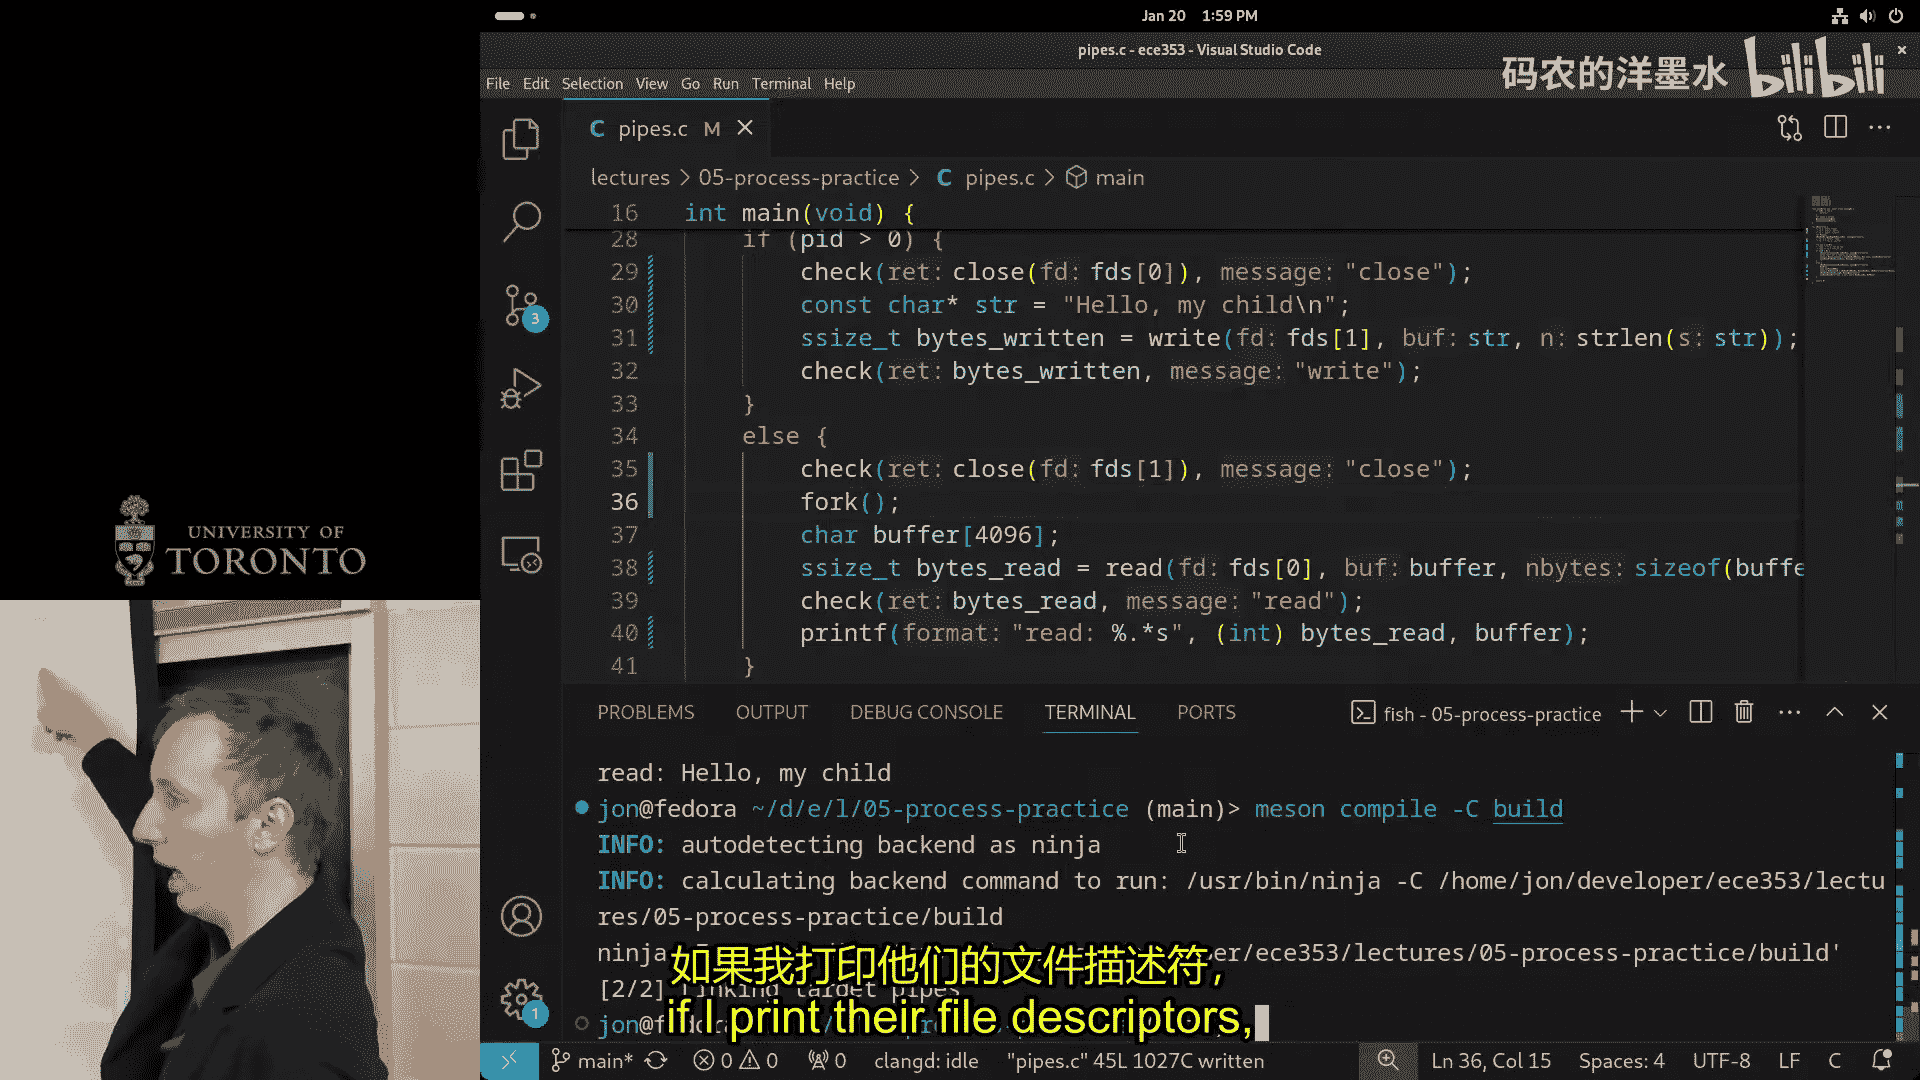 Jan 20 1:59 PM
pipes.c - ece353 - Visual Studio Code
码农的洋墨水 bilibili
File Edit Selection View Go Run Terminal Help
C pipes.c M
lectures > 05-process-practice > C pipes.c > main
16 int main(void) {
28 if (pid > 0) {
29 check(ret: close(fd: fds[0]), message: "close");
30 const char* str = "Hello, my child\n";
31 ssize_t bytes_written = write(fd: fds[1], buf: str, n: strlen(s: str));
32 check(ret: bytes_written, message: "write");
33 }
34 else {
35 check(ret: close(fd: fds[1]), message: "close");
36 fork();
37 char buffer[4096];
38 ssize_t bytes_read = read(fd: fds[0], buf: buffer, nbytes: sizeof(buffe
39 check(ret: bytes_read, message: "read");
40 printf(format: "read: %.*s", (int) bytes_read, buffer);
41 }
3
UNIVERSITY OF
TORONTO
PROBLEMS OUTPUT DEBUG CONSOLE TERMINAL PORTS fish - 05-process-practice
read: Hello, my child
jon@fedora ~/d/e/l/05-process-practice (main)> meson compile -C build
INFO: autodetecting backend as ninja
INFO: calculating backend command to run: /usr/bin/ninja -C /home/jon/developer/ece353/lectu
res/05-process-practice/build
ninja er/ece353/lectures/05-process-practice/build'
[2/2] Linking target pipes
如果我打印他们的文件描述符，
if I print their file descriptors,
1
main* 0 0 0 clangd: idle "pipes.c" 45L 1027C written Ln 36, Col 15 Spaces: 4 UTF-8 LF C